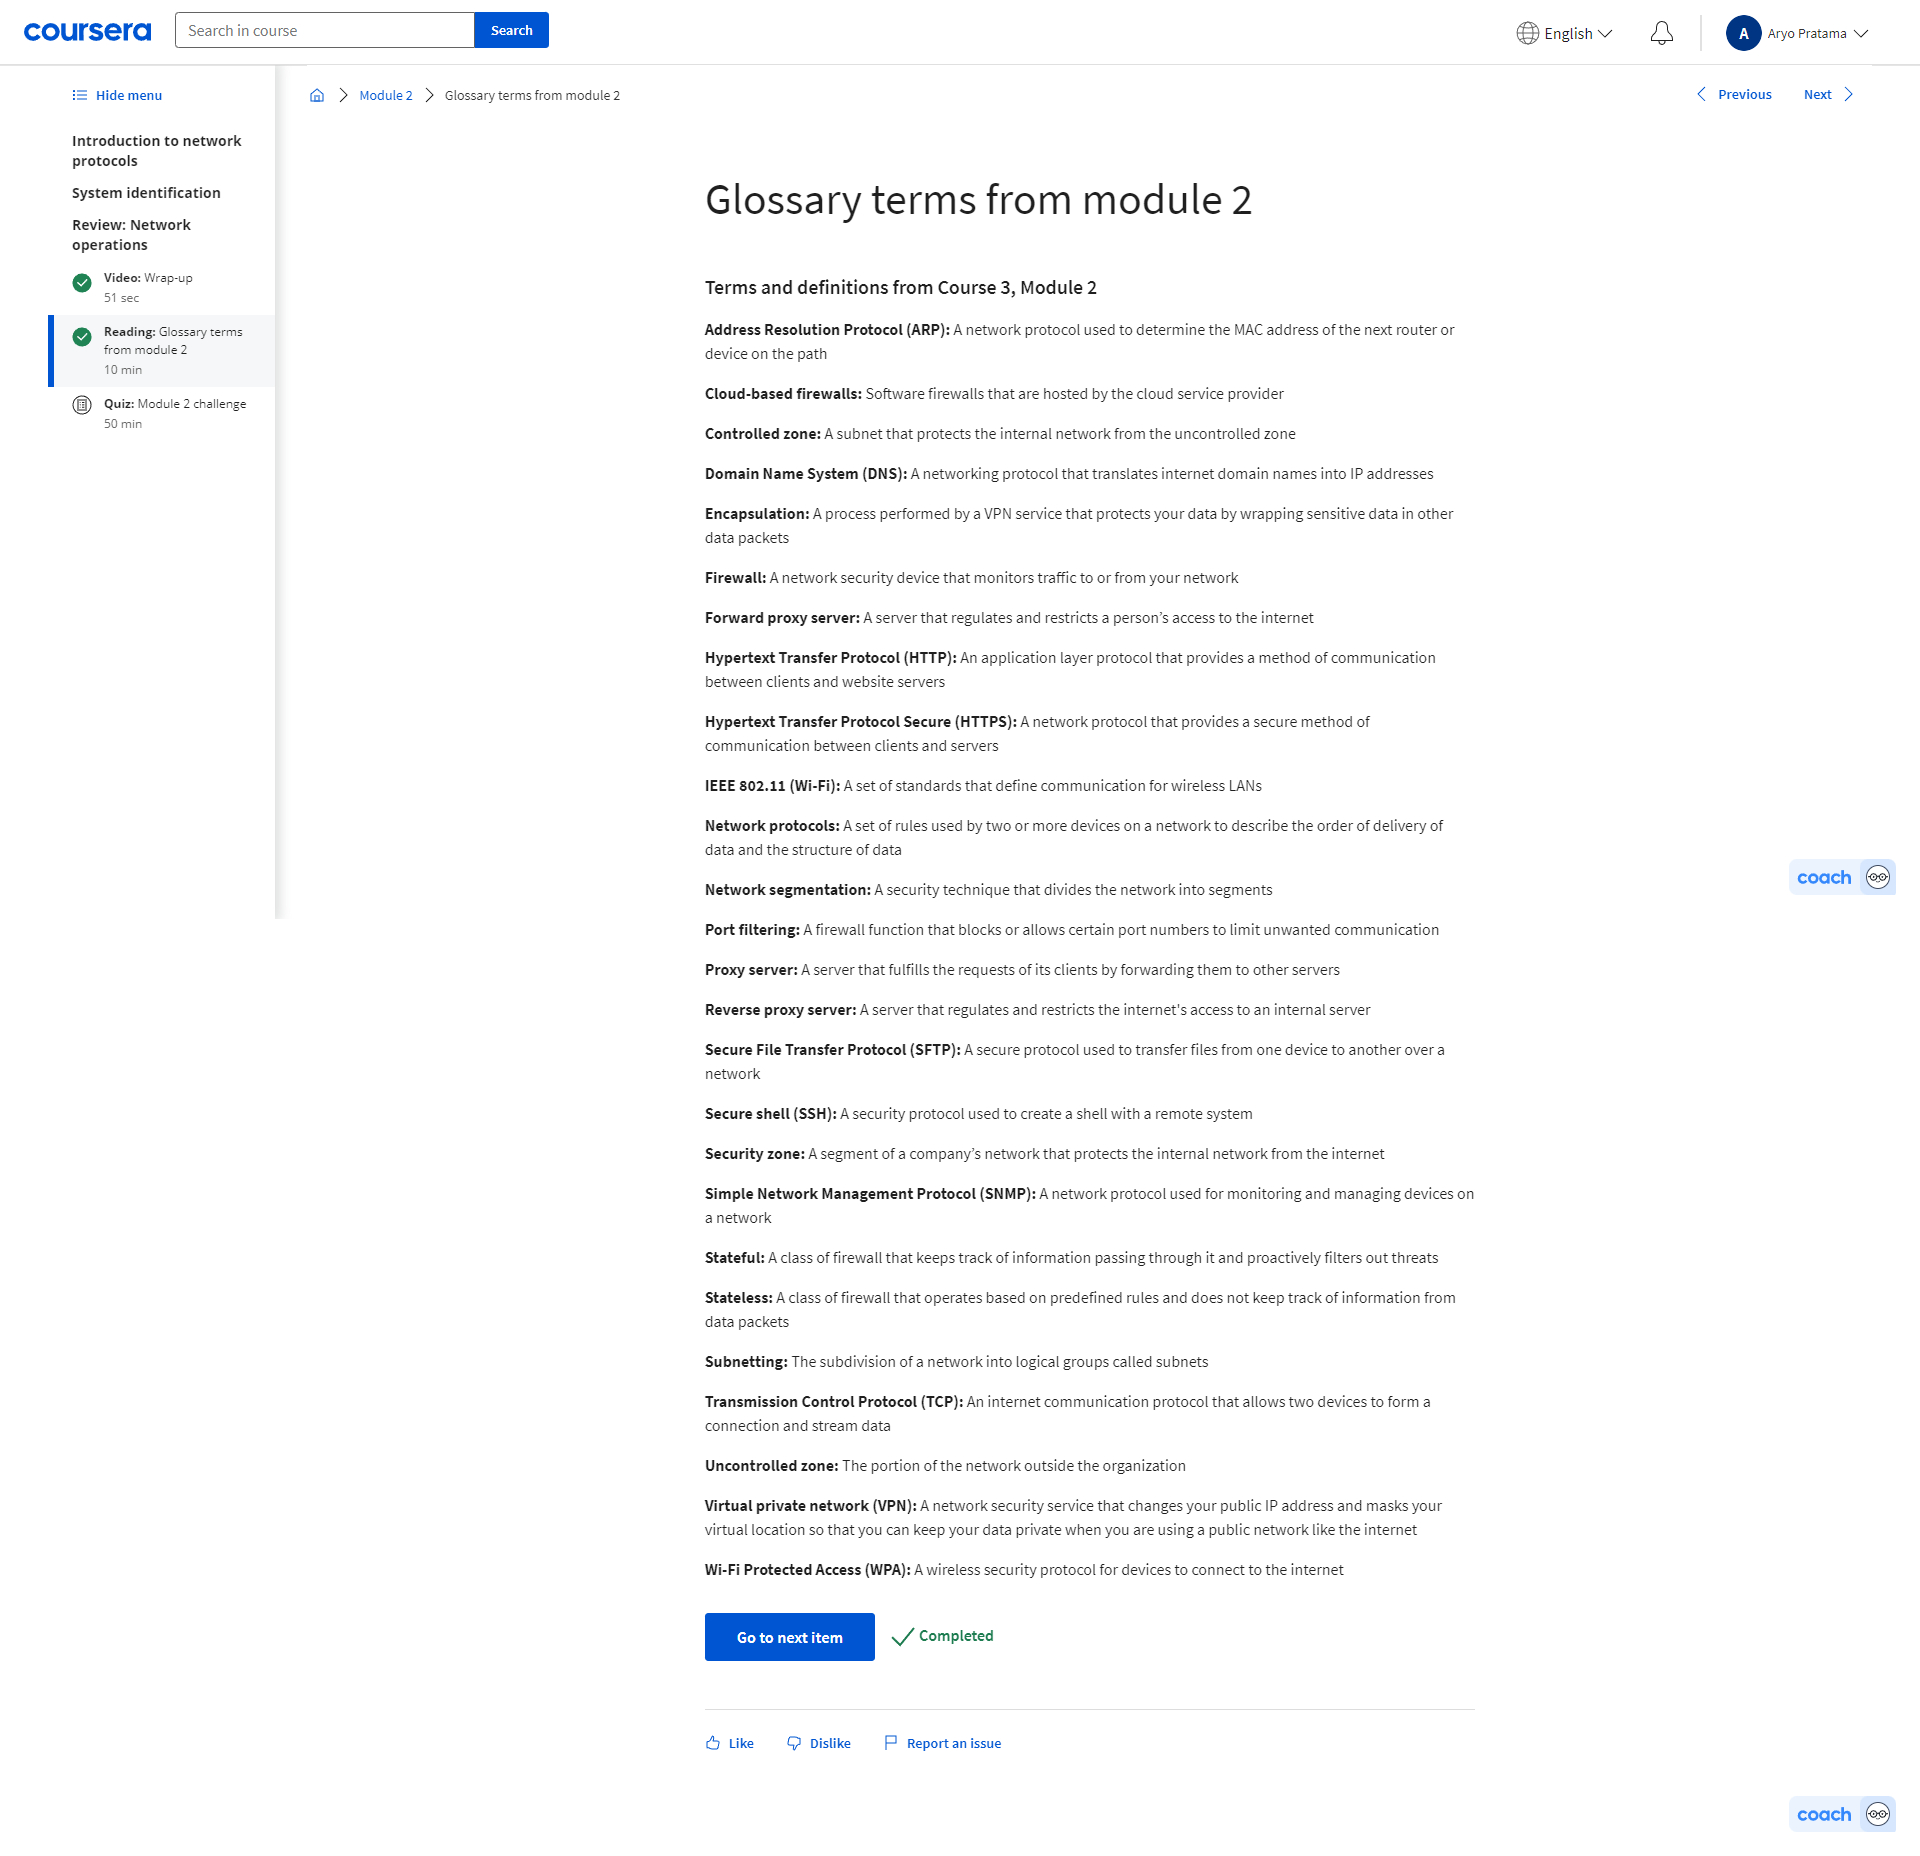 coursera
Search in course
Search
English
A
Aryo Pratama
Hide menu
Introduction to network
protocols
System identification
Review: Network
operations
Video: Wrap-up
51 sec
Reading: Glossary terms
from module 2
10 min
Quiz: Module 2 challenge
50 min
Module 2
Glossary terms from module 2
Previous
Next
Glossary terms from module 2
Terms and definitions from Course 3, Module 2
Address Resolution Protocol (ARP): A network protocol used to determine the MAC address of the next router or
device on the path
Cloud-based firewalls: Software firewalls that are hosted by the cloud service provider
Controlled zone: A subnet that protects the internal network from the uncontrolled zone
Domain Name System (DNS): A networking protocol that translates internet domain names into IP addresses
Encapsulation: A process performed by a VPN service that protects your data by wrapping sensitive data in other
data packets
Firewall: A network security device that monitors traffic to or from your network
Forward proxy server: A server that regulates and restricts a person’s access to the internet
Hypertext Transfer Protocol (HTTP): An application layer protocol that provides a method of communication
between clients and website servers
Hypertext Transfer Protocol Secure (HTTPS): A network protocol that provides a secure method of
communication between clients and servers
IEEE 802.11 (Wi-Fi): A set of standards that define communication for wireless LANs
Network protocols: A set of rules used by two or more devices on a network to describe the order of delivery of
data and the structure of data
Network segmentation: A security technique that divides the network into segments
Port filtering: A firewall function that blocks or allows certain port numbers to limit unwanted communication
Proxy server: A server that fulfills the requests of its clients by forwarding them to other servers
Reverse proxy server: A server that regulates and restricts the internet's access to an internal server
Secure File Transfer Protocol (SFTP): A secure protocol used to transfer files from one device to another over a
network
Secure shell (SSH): A security protocol used to create a shell with a remote system
Security zone: A segment of a company’s network that protects the internal network from the internet
Simple Network Management Protocol (SNMP): A network protocol used for monitoring and managing devices on
a network
Stateful: A class of firewall that keeps track of information passing through it and proactively filters out threats
Stateless: A class of firewall that operates based on predefined rules and does not keep track of information from
data packets
Subnetting: The subdivision of a network into logical groups called subnets
Transmission Control Protocol (TCP): An internet communication protocol that allows two devices to form a
connection and stream data
Uncontrolled zone: The portion of the network outside the organization
Virtual private network (VPN): A network security service that changes your public IP address and masks your
virtual location so that you can keep your data private when you are using a public network like the internet
Wi-Fi Protected Access (WPA): A wireless security protocol for devices to connect to the internet
Go to next item
Completed
Like
Dislike
Report an issue
coach
coach